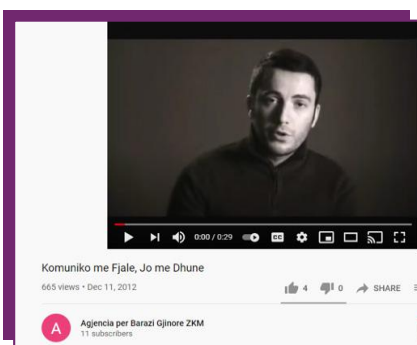 0:00 / 0:29
Komuniko me Fjale, Jo me Dhune
665 views • Dec 11, 2012
4 0 SHARE
A
Agjencia per Barazi Gjinore ZKM
11 subscribers